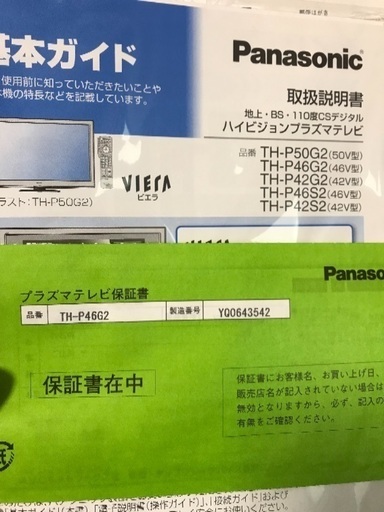 基本ガイド
使用前に知っていただきたいことや
機の特長などを記載しています。
Panasonic
取扱説明書
地上・BS・110度CSデジタル
ハイビジョンプラズマテレビ
品番 TH-P50G2(50V型)
TH-P46G2(46V型)
TH-P42G2(42V型)
TH-P46S2(46V型)
TH-P42S2(42V型)
VIERA
ビエラ
ラスト:TH-P50G2)
Panaso
プラズマテレビ保証書
品番 TH-P46G2 製造番号 YQ0643542
保証書在中
保証書にお客様名、お買い上げ日、
販売店名が記入されていない場合は
無効となりますから、必ず、記入の
有無をご確認ください。